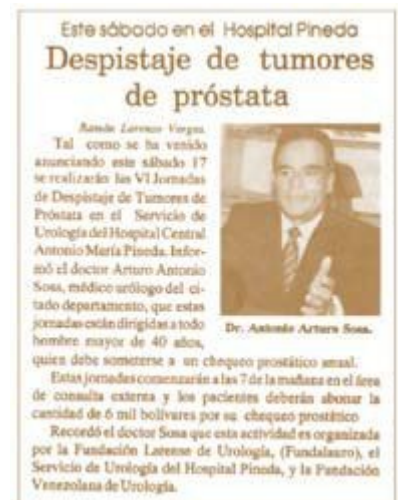 Este sábado en el Hospital Pineda
Despistaje de tumores
de próstata
Ramón Lorenzo Vargas.
Tal como se ha venido
anunciando este sábado 17
se realizarán las VI Jornadas
de Despistaje de Tumores de
Próstata en el Servicio de
Urología del Hospital Central
Antonio María Pineda. Infor-
mó el doctor Arturo Antonio
Sosa, médico urólogo del ci-
tado departamento, que estas
jornadas están dirigidas a todo
hombre mayor de 40 años,
quien debe someterse a un chequeo prostático anual.
Estas jornadas comenzarán a las 7 de la mañana en el área
de consulta externa y los pacientes deberán abonar la
cantidad de 6 mil bolívares por su chequeo prostático
Recordó el doctor Sosa que esta actividad es organizada
por la Fundación Larense de Urología, (Fundalauro), el
Servicio de Urología del Hospital Pineda, y la Fundación
Venezolana de Urología.
Dr. Antonio Arturo Sosa.